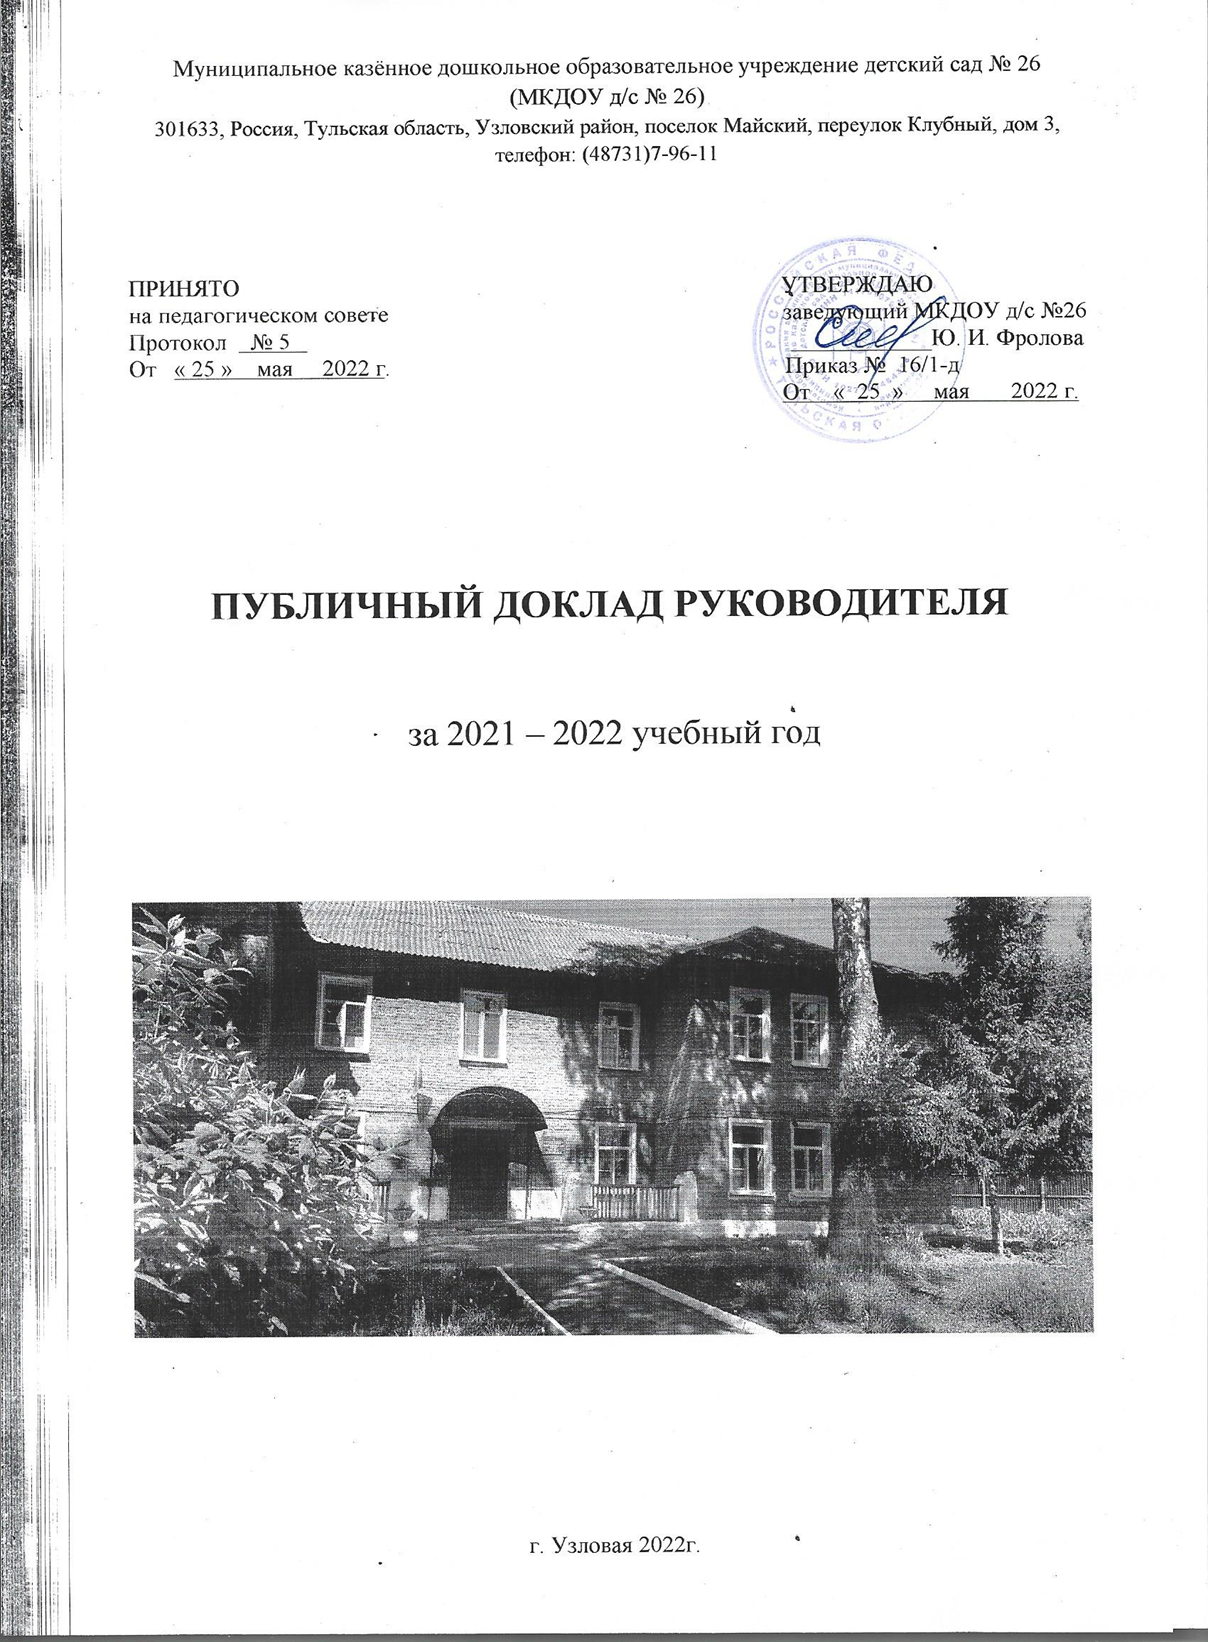 Муниципальное казённое дошкольное образовательное учреждение детский сад № 26
(МКДОУ д/с № 26)
301633, Россия, Тульская область, Узловский район, поселок Майский, переулок Клубный, дом 3,
телефон: (48731)7-96-11
ПРИНЯТО
на педагогическом совете
Протокол № 5
От « 25 » мая 2022 г.
УТВЕРЖДАЮ
заведующий МКДОУ д/с №26
Ю. И. Фролова
Приказ № 16/1-д
От « 25 » мая 2022 г.
ПУБЛИЧНЫЙ ДОКЛАД РУКОВОДИТЕЛЯ
за 2021 – 2022 учебный год
г. Узловая 2022г.